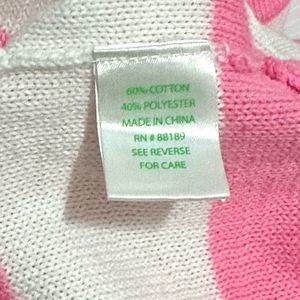 60% COTTON
40% POLYESTER
MADE IN CHINA
RN # 88189
SEE REVERSE
FOR CARE